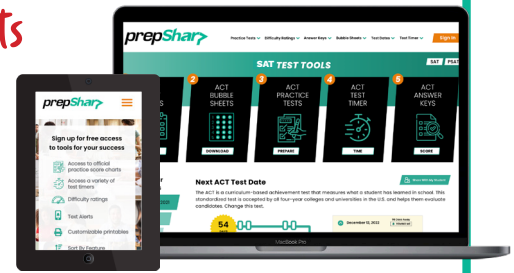 ts
prepSharp
Practice Tests Difficulty Ratings Answer Keys Bubble Sheets Test Dates Test Timer Sign In
SAT TEST TOOLS
SAT PSAT
2
ACT
BUBBLE
SHEETS
DOWNLOAD
3
ACT
PRACTICE
TESTS
PREPARE
4
ACT
TEST
TIMER
TIME
5
ACT
ANSWER
KEYS
SCORE
S
Next ACT Test Date
The ACT is a curriculum-based achievement test that measures what a student has learned in school. This
standardized test is accepted by all four-year colleges and universities in the U.S. and helps them evaluate
candidates. Change this text.
54
December 12, 2022
MacBook Pro
prepSharp
Sign up for free access
to tools for your success
Access to official
practice score charts
Access a variety of
test timers
Difficulty ratings
Test Alerts
Customizable printables
Sort By Feature